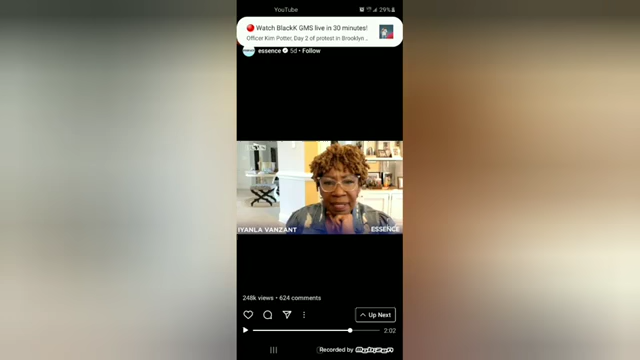 YouTube
29%
Watch BlackK GMS live in 30 minutes!
Officer Kim Potter, Day 2 of protest in Brooklyn...
essence 5d • Follow
IYANLA VANZANT
ESSENCE
248k views • 624 comments
Up Next
2:02
Recorded by